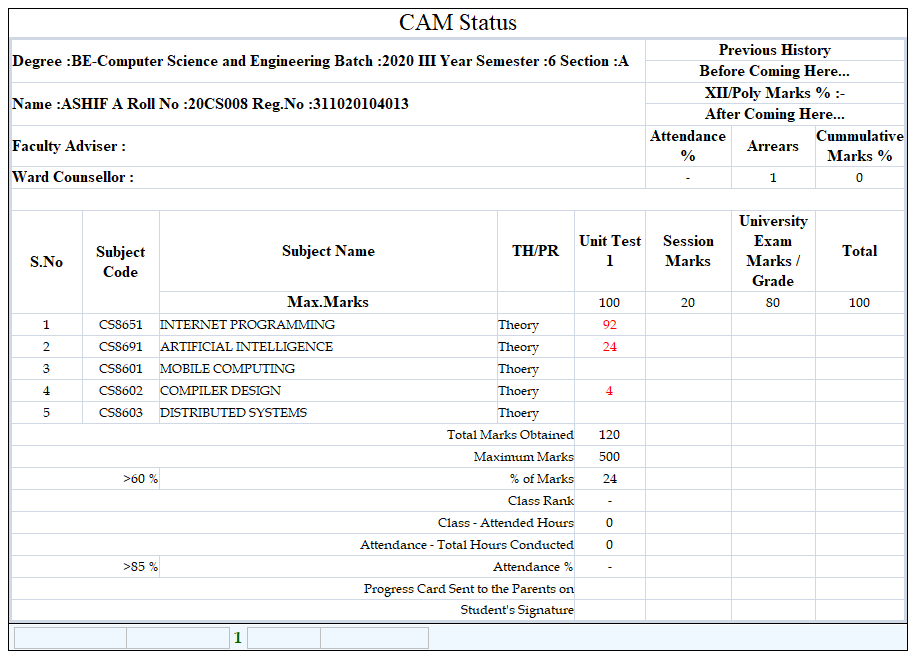 CAM Status
Degree :BE-Computer Science and Engineering Batch :2020 III Year Semester :6 Section :A
Previous History
Before Coming Here...
Name :ASHIF A Roll No :20CS008 Reg.No :311020104013
XII/Poly Marks % :-
After Coming Here...
Faculty Adviser :
Attendance %
Arrears
Cummulative Marks %
Ward Counsellor :
- 1 0
S.No
Subject Code
Subject Name
TH/PR
Unit Test 1
Session Marks
University Exam Marks / Grade
Total
Max.Marks 100 20 80 100
1 CS8651 INTERNET PROGRAMMING Theory 92
2 CS8691 ARTIFICIAL INTELLIGENCE Theory 24
3 CS8601 MOBILE COMPUTING Thoery
4 CS8602 COMPILER DESIGN Thoery 4
5 CS8603 DISTRIBUTED SYSTEMS Thoery
Total Marks Obtained 120
Maximum Marks 500
>60 % % of Marks 24
Class Rank -
Class - Attended Hours 0
Attendance - Total Hours Conducted 0
>85 % Attendance % -
Progress Card Sent to the Parents on
Student's Signature
1